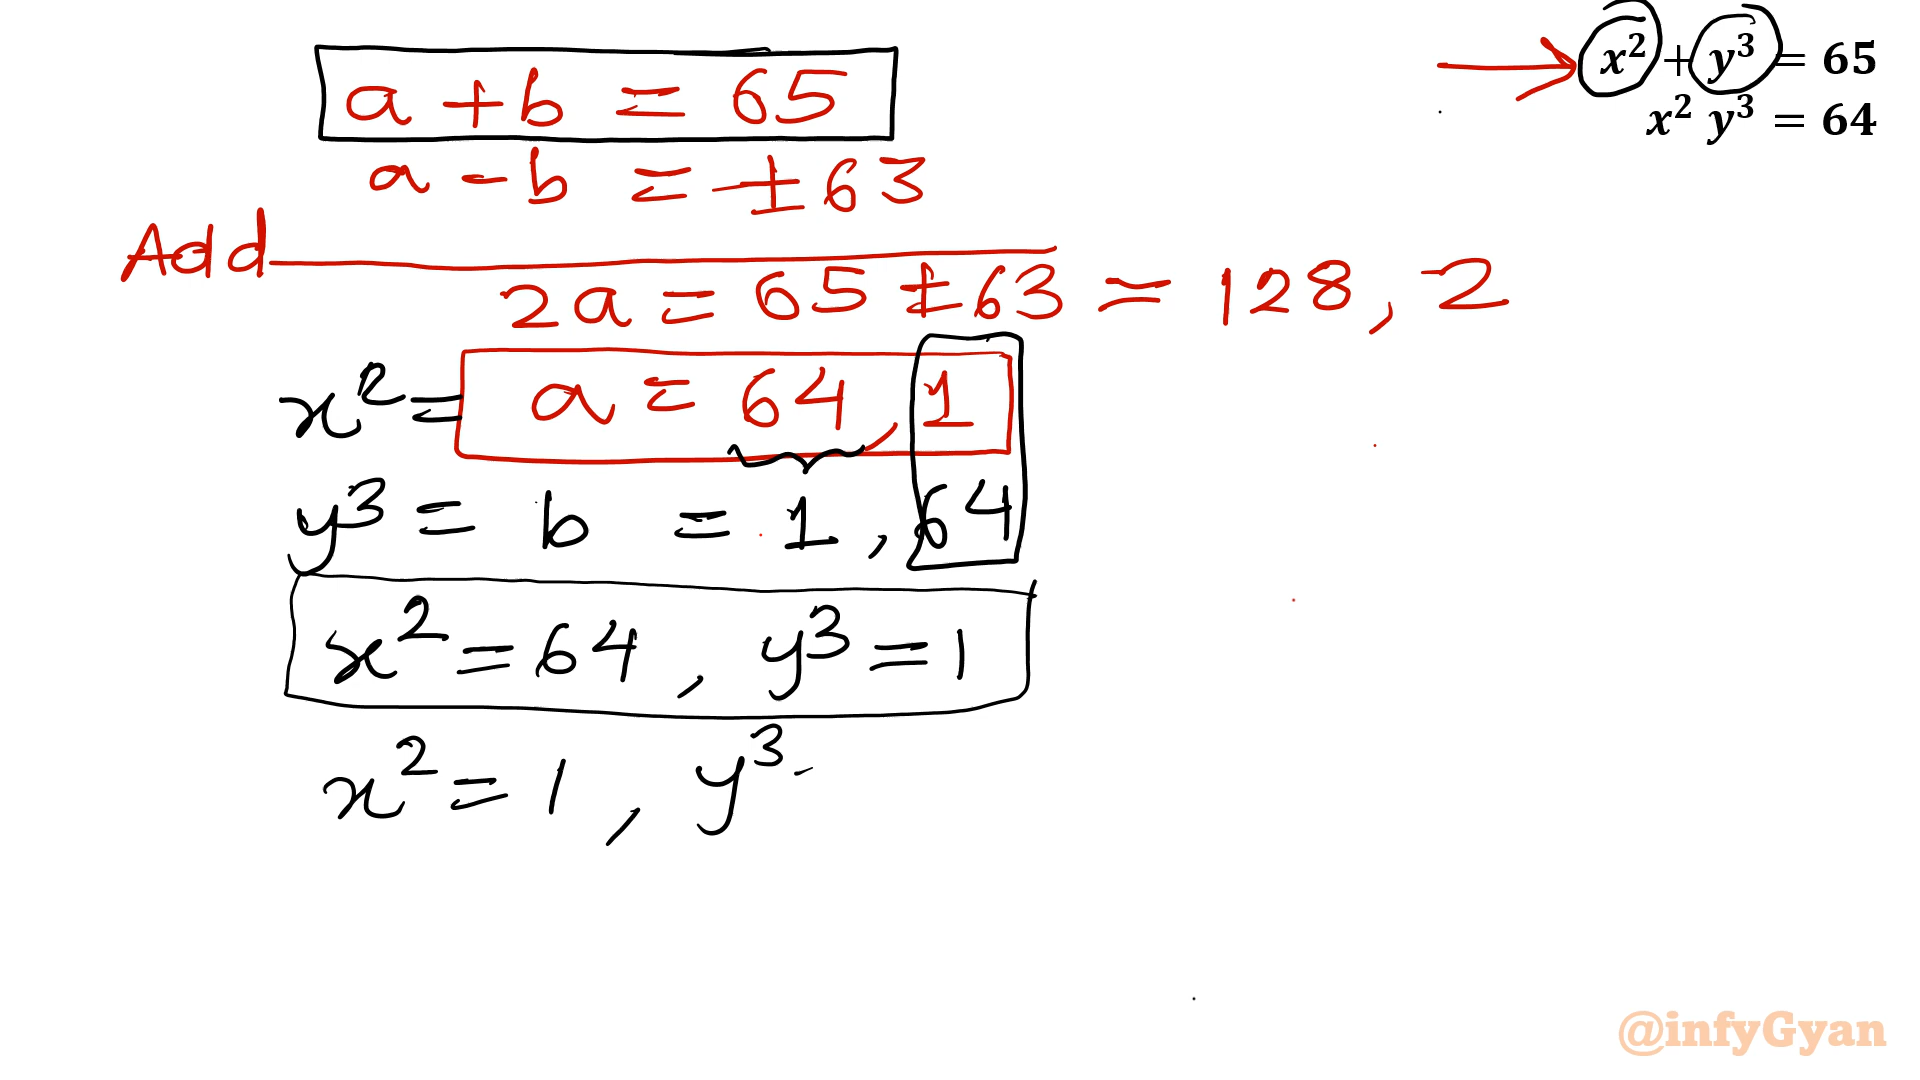 x² + y³ = 65
x² y³ = 64
a + b = 65
a - b = ± 63
Add
2a = 65 ± 63 = 128, 2
x² = a = 64, 1
y³ = b = 1, 64
x² = 64, y³ = 1
x² = 1, y³ -
@infyGyan